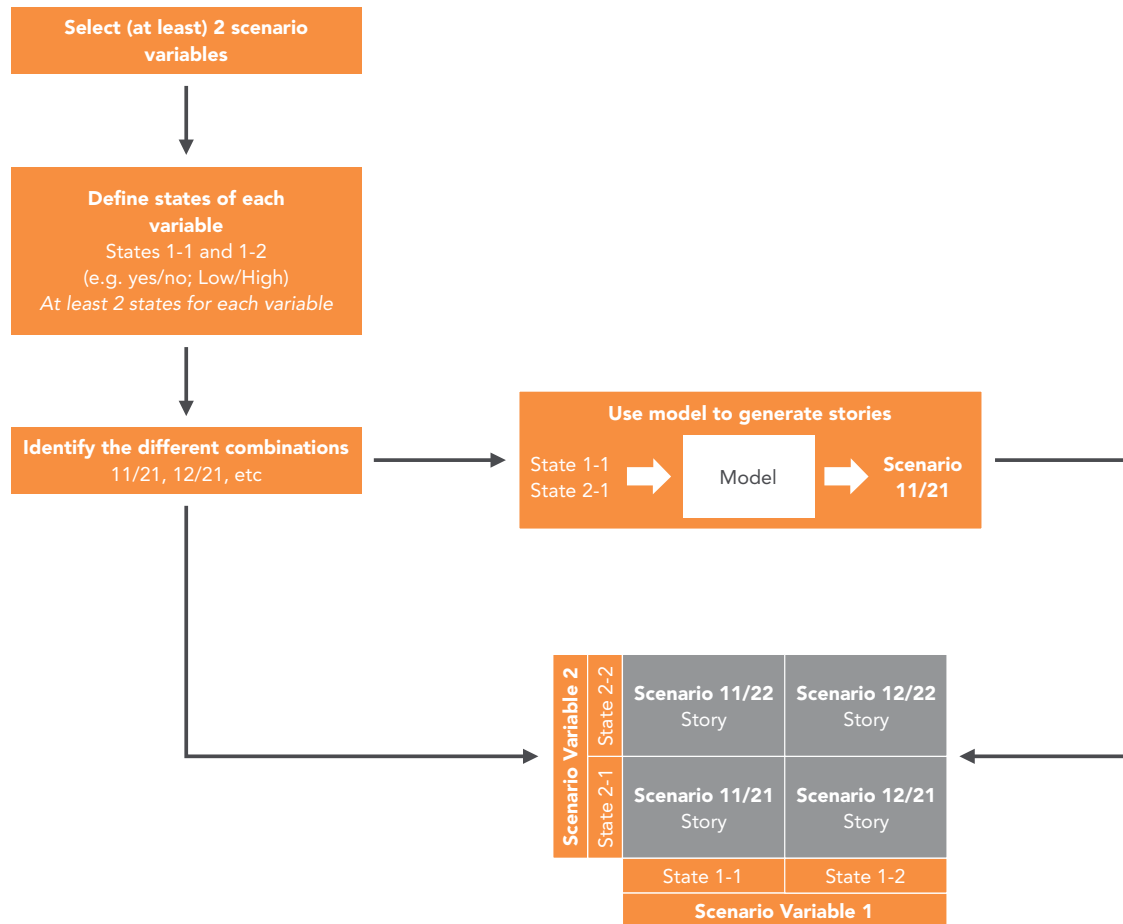 Select (at least) 2 scenario
variables
Define states of each
variable
States 1-1 and 1-2
(e.g. yes/no; Low/High)
At least 2 states for each variable
Identify the different combinations
11/21, 12/21, etc
Use model to generate stories
State 1-1
State 2-1
Model
Scenario
11/21
Scenario Variable 2
State 2-2
State 2-1
Scenario 11/22
Story
Scenario 12/22
Story
Scenario 11/21
Story
Scenario 12/21
Story
State 1-1
State 1-2
Scenario Variable 1